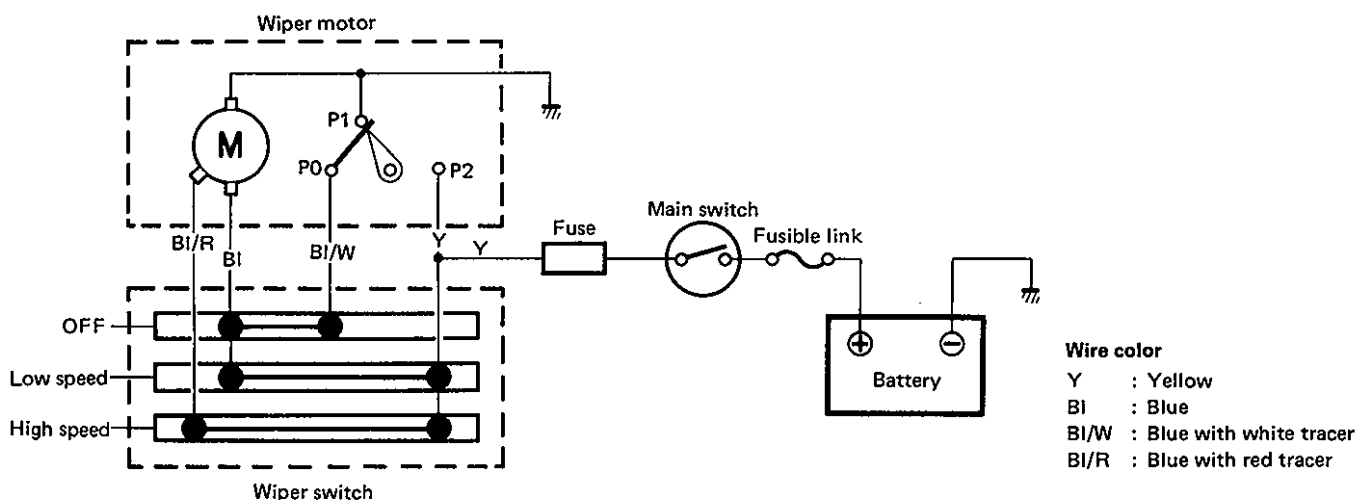 Wiper motor
M
P1
P0
P2
Bl/R
Bl
Bl/W
Y
Y
Fuse
Main switch
Fusible link
OFF
Low speed
High speed
Wiper switch
+
−
Battery
Wire color
Y : Yellow
Bl : Blue
Bl/W : Blue with white tracer
Bl/R : Blue with red tracer